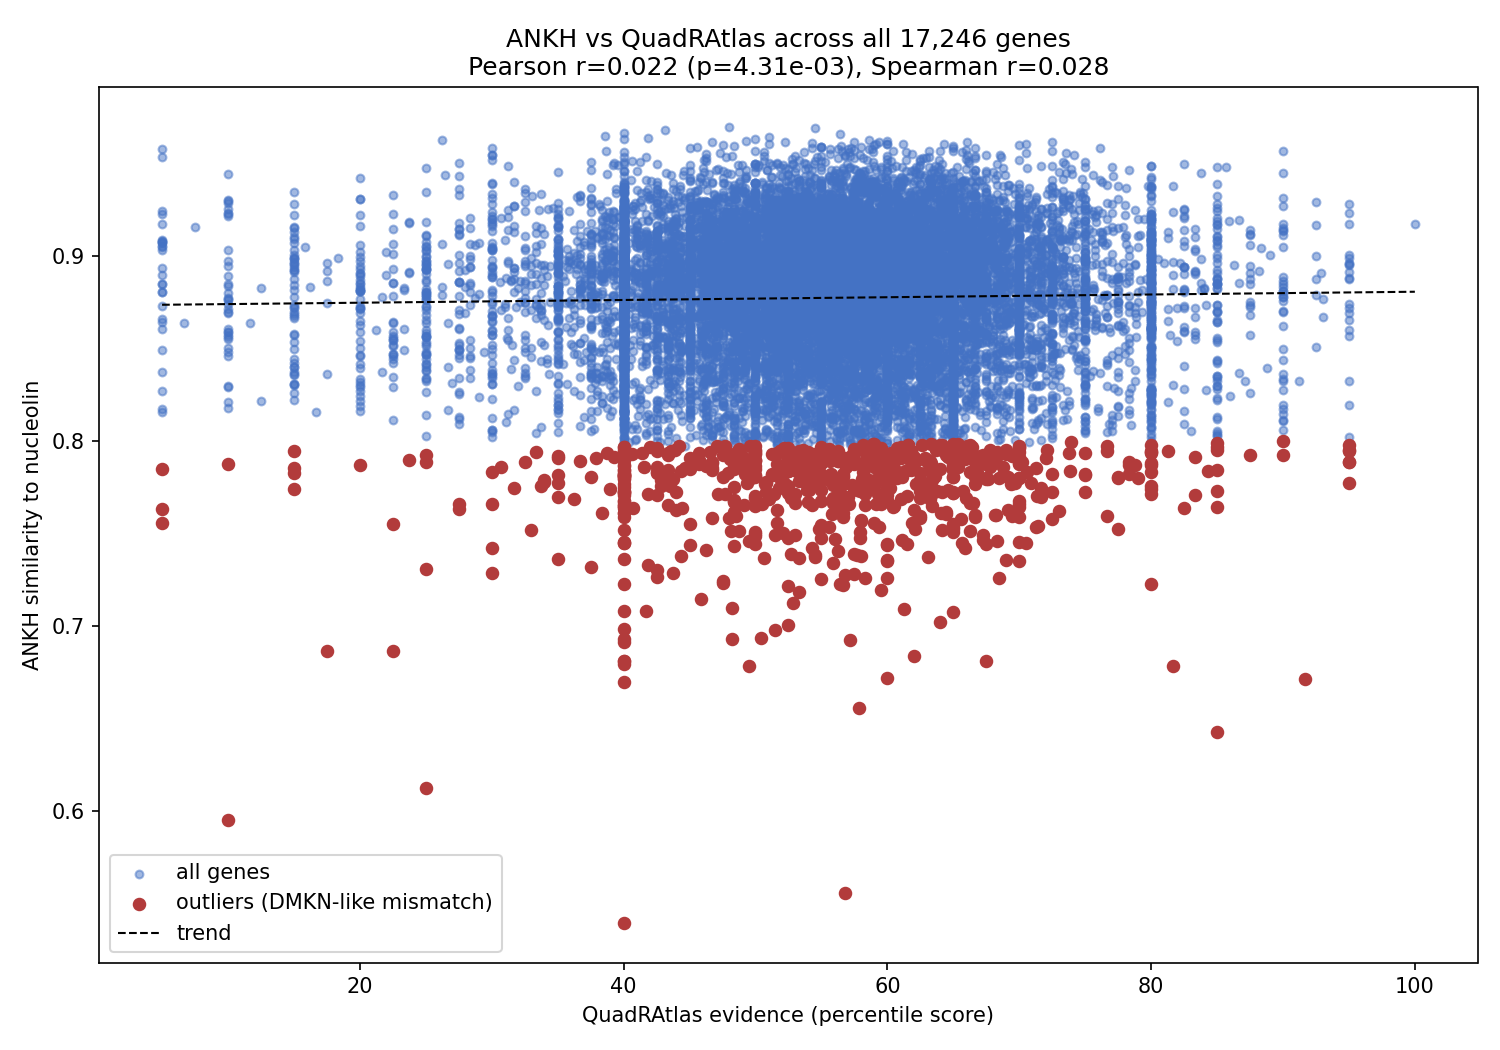 ANKH vs QuadRAtlas across all 17,246 genes
Pearson r=0.022 (p=4.31e-03), Spearman r=0.028
ANKH similarity to nucleolin
0.9
0.8
0.7
0.6
all genes
outliers (DMKN-like mismatch)
trend
20
40
60
80
100
QuadRAtlas evidence (percentile score)